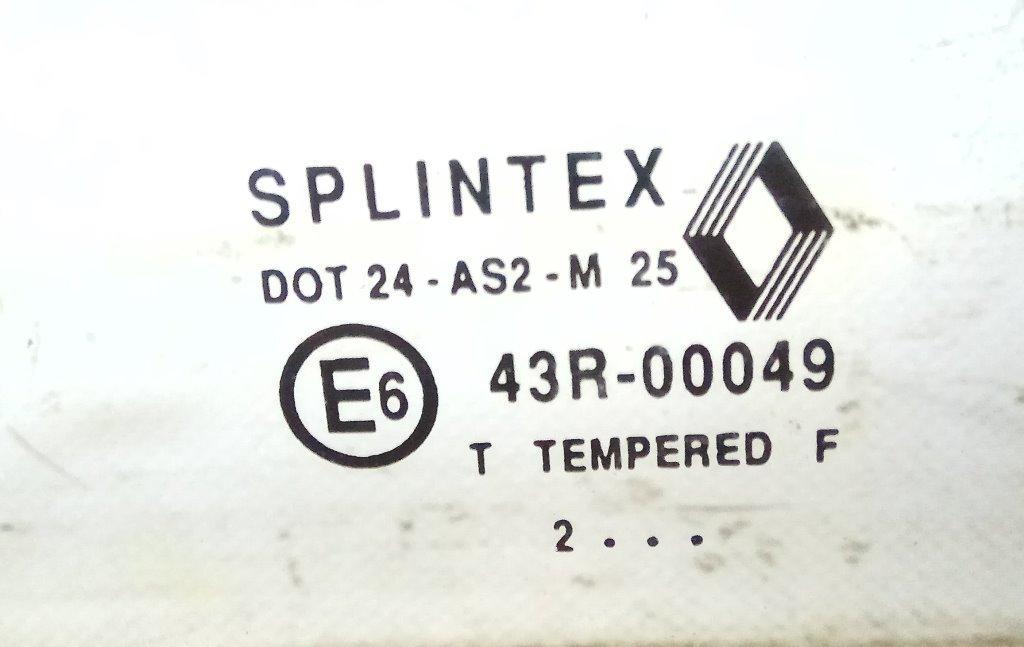 SPLINTEX
DOT 24-AS2-M 25
E6
43R-00049
T TEMPERED F
2 . . .